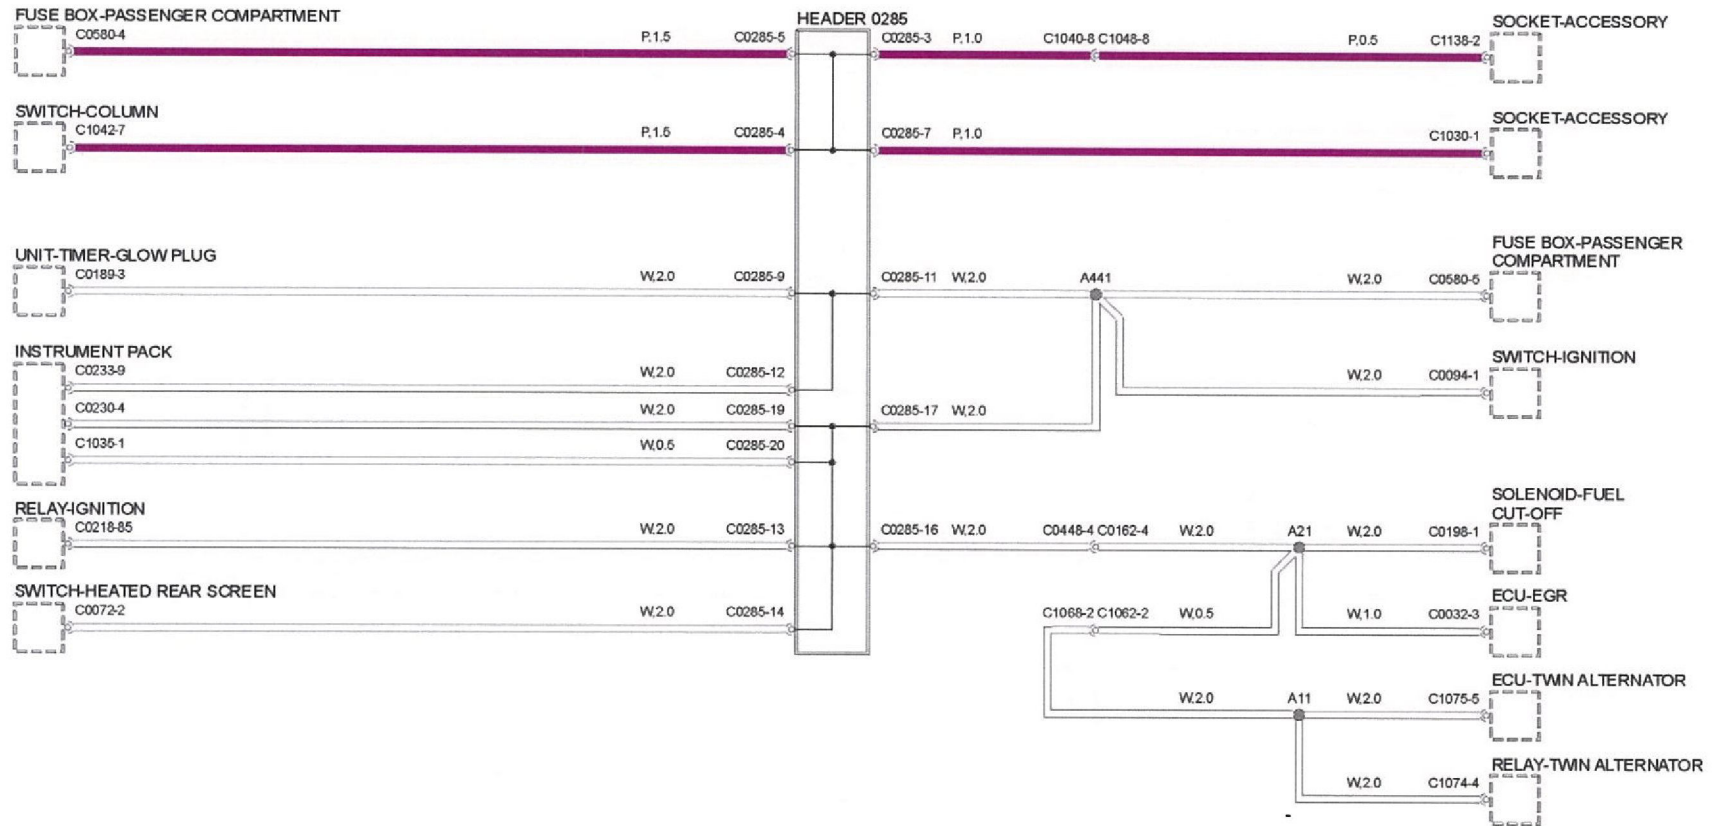 FUSE BOX-PASSENGER COMPARTMENT
HEADER 0285
SOCKET-ACCESSORY
C0580-4 P,1.5 C0285-5 C0285-3 P,1.0 C1040-8 C1048-8 P,0.5 C1138-2
SWITCH-COLUMN
SOCKET-ACCESSORY
C1042-7 P,1.5 C0285-4 C0285-7 P,1.0 C1030-1
FUSE BOX-PASSENGER
COMPARTMENT
UNIT-TIMER-GLOW PLUG
C0189-3 W,2.0 C0285-9 C0285-11 W,2.0 A441 W,2.0 C0580-5
INSTRUMENT PACK
SWITCH-IGNITION
C0233-9 W,2.0 C0285-12 W,2.0 C0094-1
C0230-4 W,2.0 C0285-19 C0285-17 W,2.0
C1035-1 W,0.5 C0285-20
SOLENOID-FUEL
CUT-OFF
RELAY-IGNITION
C0218-85 W,2.0 C0285-13 C0285-16 W,2.0 C0448-4 C0162-4 W,2.0 A21 W,2.0 C0198-1
SWITCH-HEATED REAR SCREEN
ECU-EGR
C0072-2 W,2.0 C0285-14 C1068-2 C1062-2 W,0.5 W,1.0 C0032-3
ECU-TWIN ALTERNATOR
W,2.0 A11 W,2.0 C1075-5
RELAY-TWIN ALTERNATOR
W,2.0 C1074-4